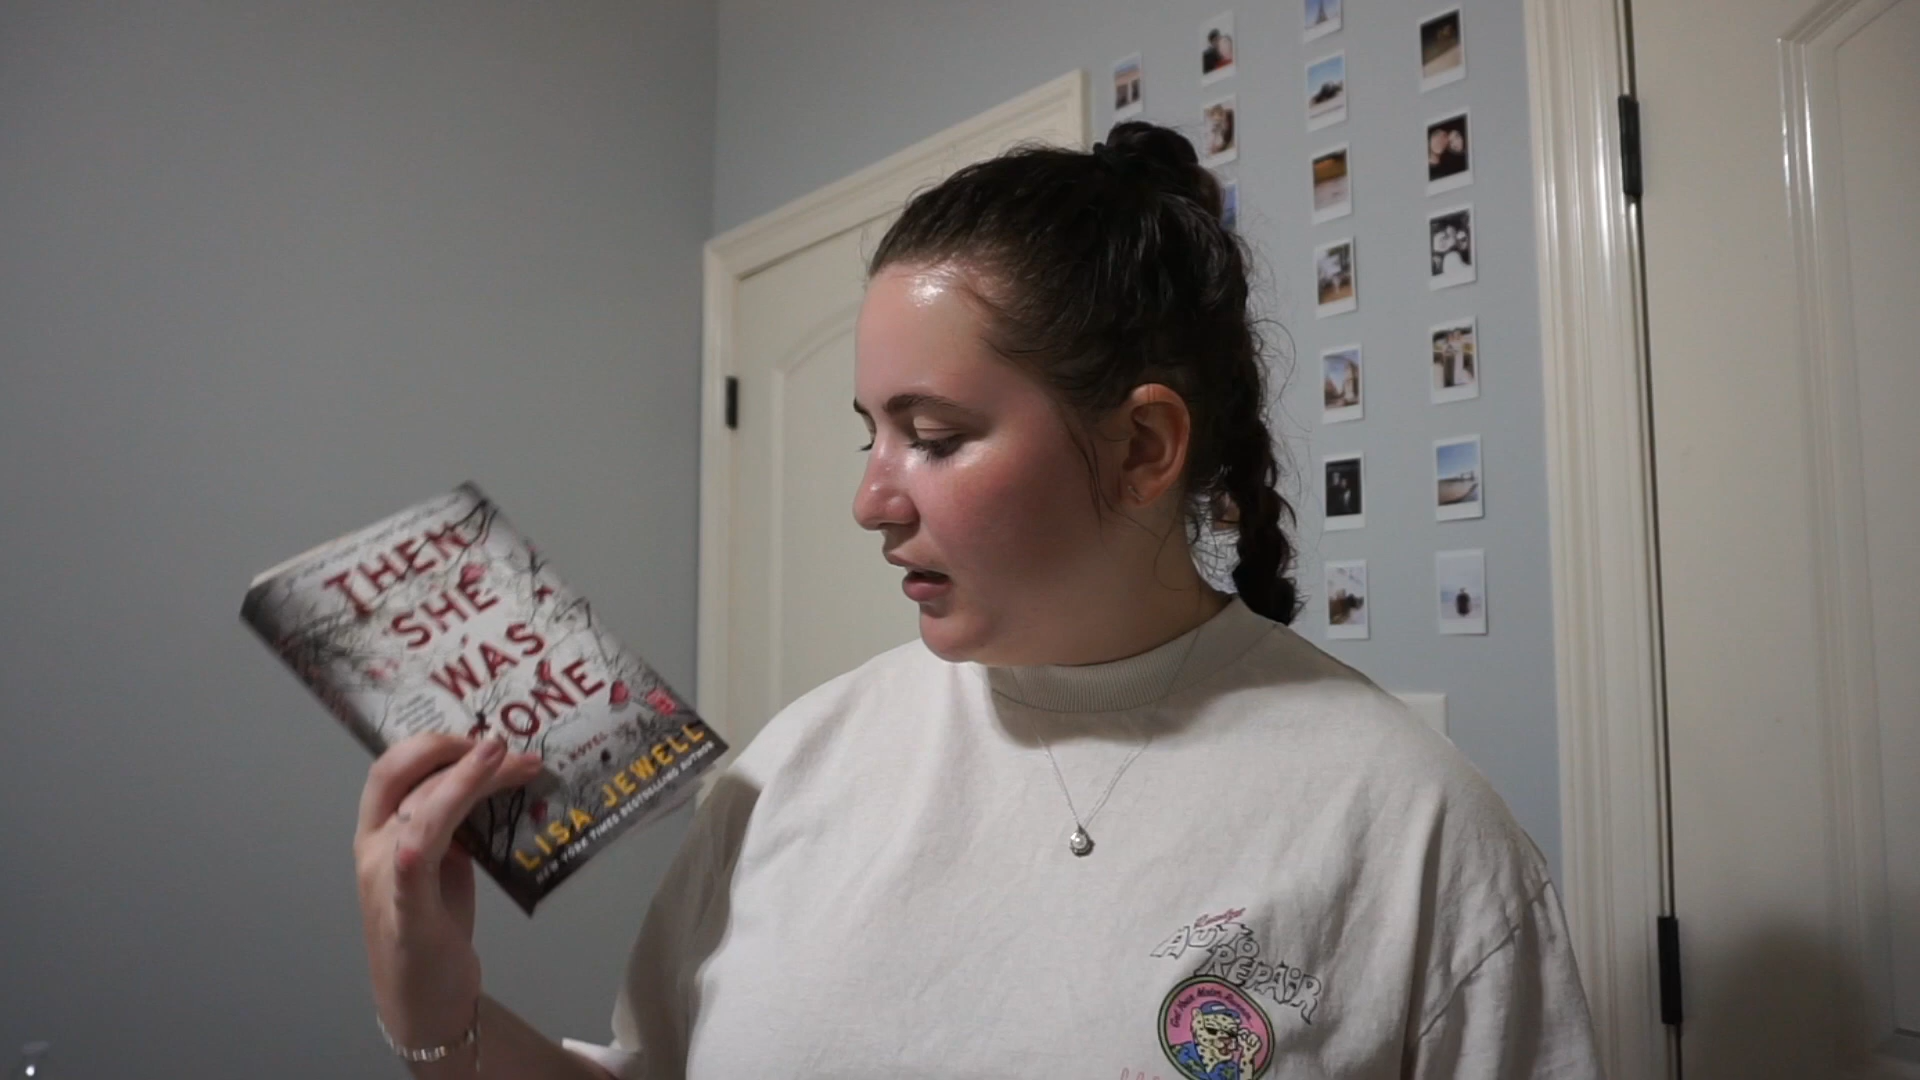 THEN
SHE
WAS
GONE
A NOVEL
LISA JEWELL
NEW YORK TIMES BESTSELLING AUTHOR
AUTO
REPAIR